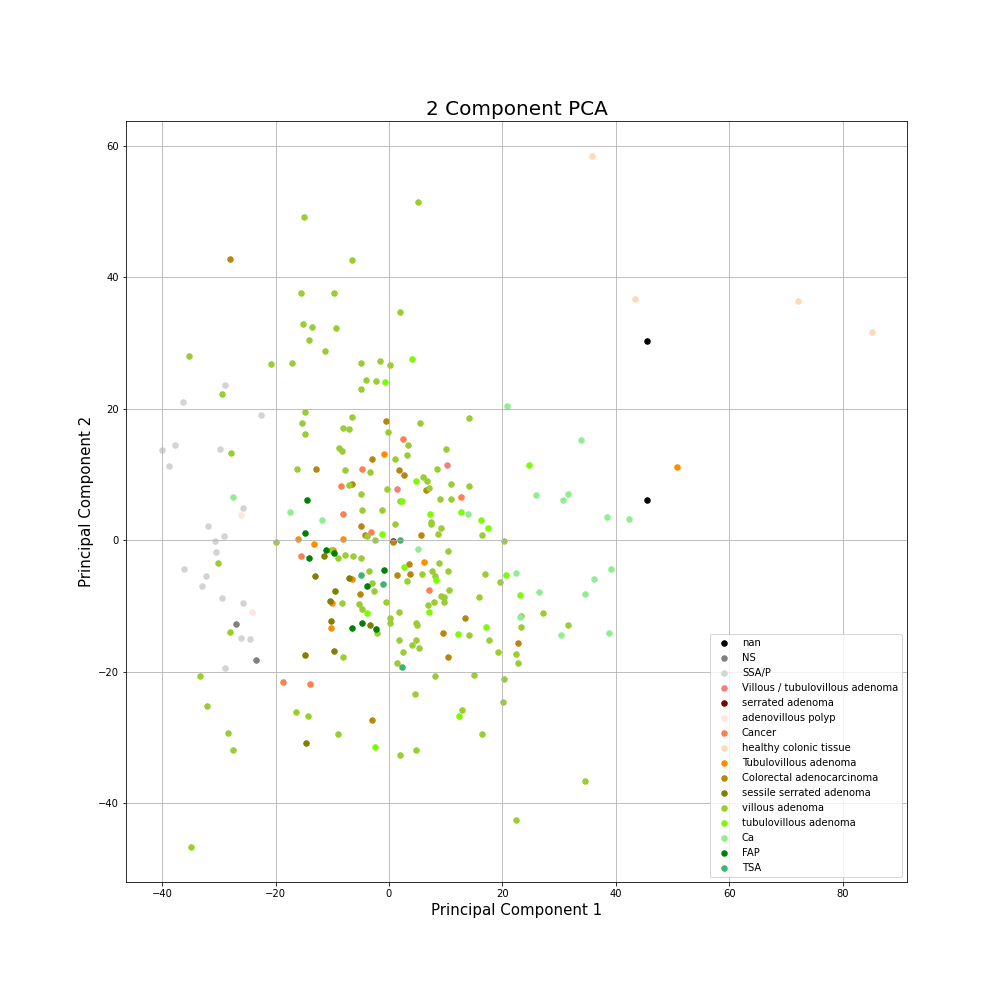 2 Component PCA
60
40
20
0
−20
−40
Principal Component 2
nan
NS
SSA/P
Villous / tubulovillous adenoma
serrated adenoma
adenovillous polyp
Cancer
healthy colonic tissue
Tubulovillous adenoma
Colorectal adenocarcinoma
sessile serrated adenoma
villous adenoma
tubulovillous adenoma
Ca
FAP
TSA
−40 −20 0 20 40 60 80
Principal Component 1